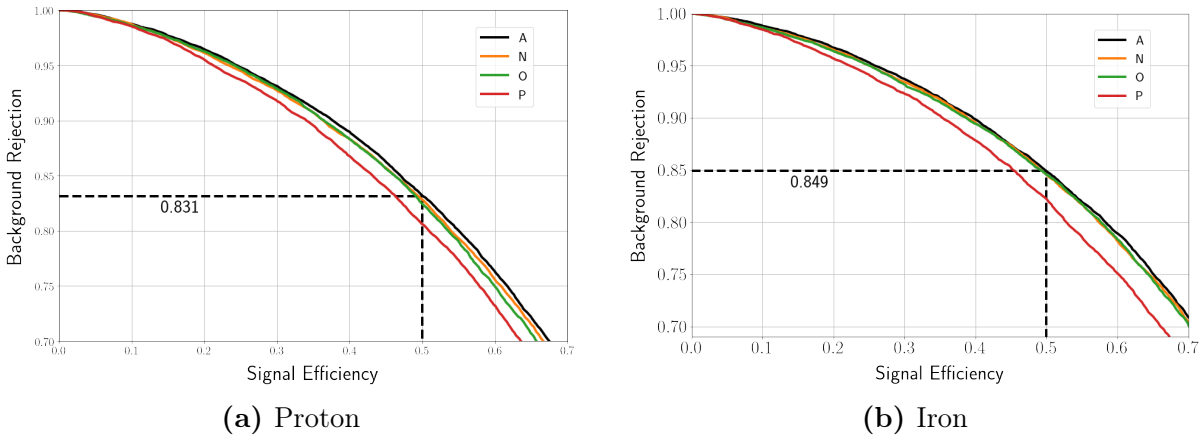 1.00
0.95
0.90
0.85
0.80
0.75
0.70
Background Rejection
A
N
O
P
0.831
0.0 0.1 0.2 0.3 0.4 0.5 0.6 0.7
Signal Efficiency
(a) Proton
1.00
0.95
0.90
0.85
0.80
0.75
0.70
Background Rejection
A
N
O
P
0.849
0.0 0.1 0.2 0.3 0.4 0.5 0.6 0.7
Signal Efficiency
(b) Iron